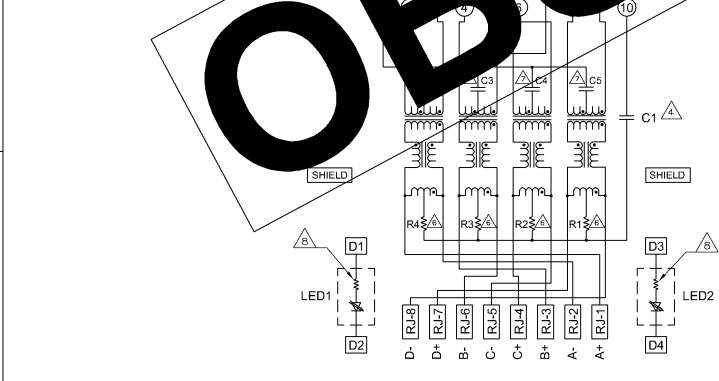 OBS
4
6
10
7
C3
7
C4
7
C5
C1
4
SHIELD
SHIELD
R4
6
R3
6
R2
6
R1
6
8
D1
LED1
D2
8
D3
LED2
D4
RJ-8
RJ-7
RJ-6
RJ-5
RJ-4
RJ-3
RJ-2
RJ-1
D-
D+
B-
C-
C+
B+
A-
A+